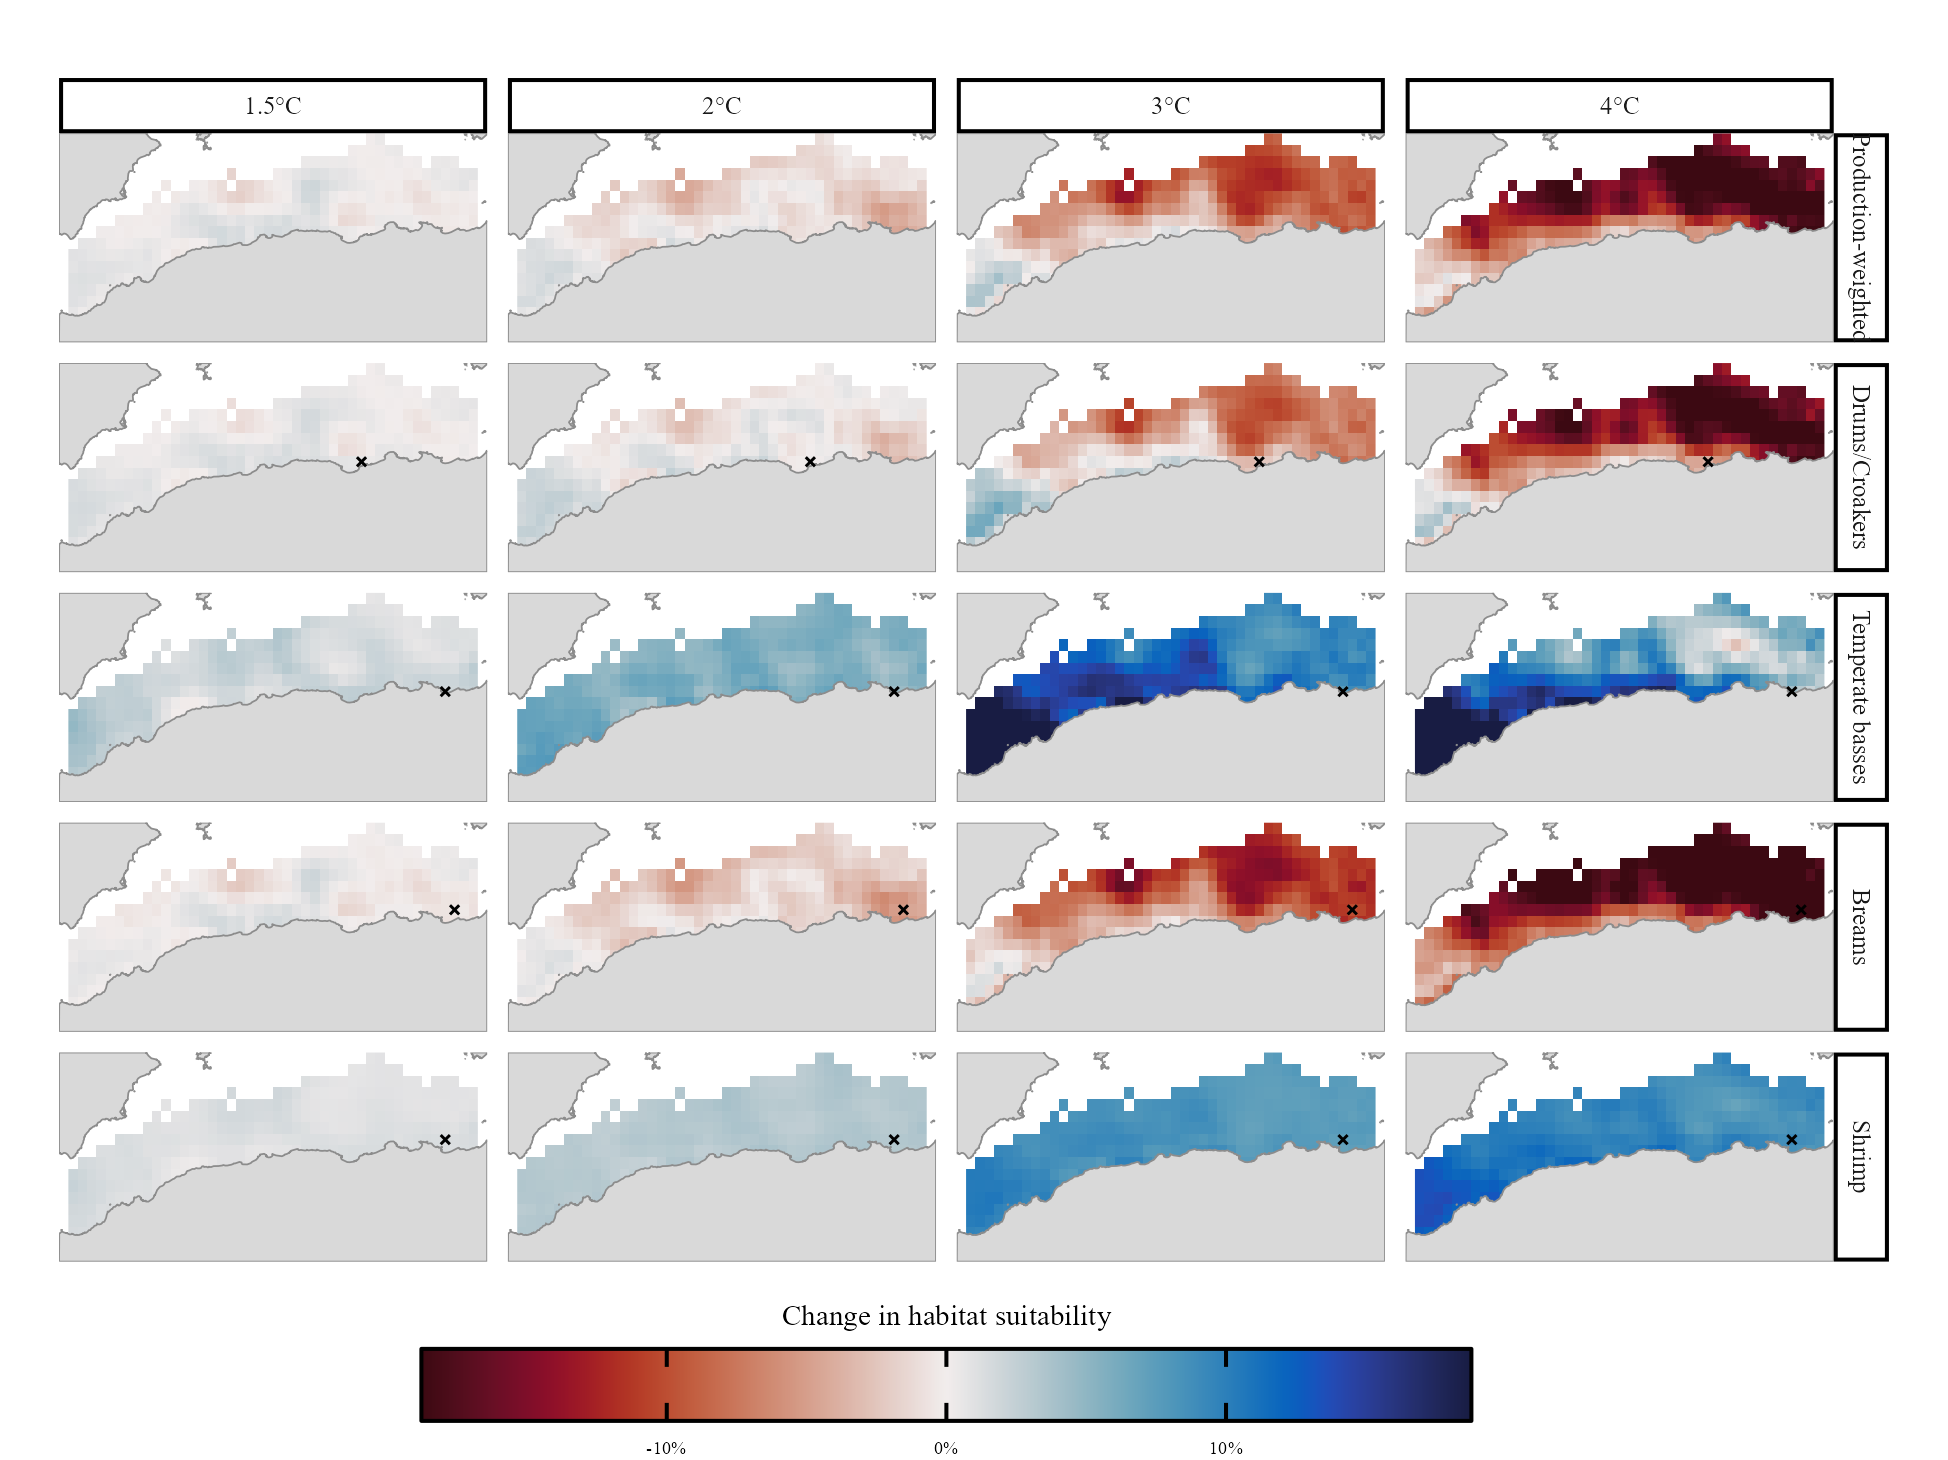 1.5°C
2°C
3°C
4°C
Production-weighted
Drums/Croakers
Temperate basses
Breams
Shrimp
Change in habitat suitability
-10%
0%
10%